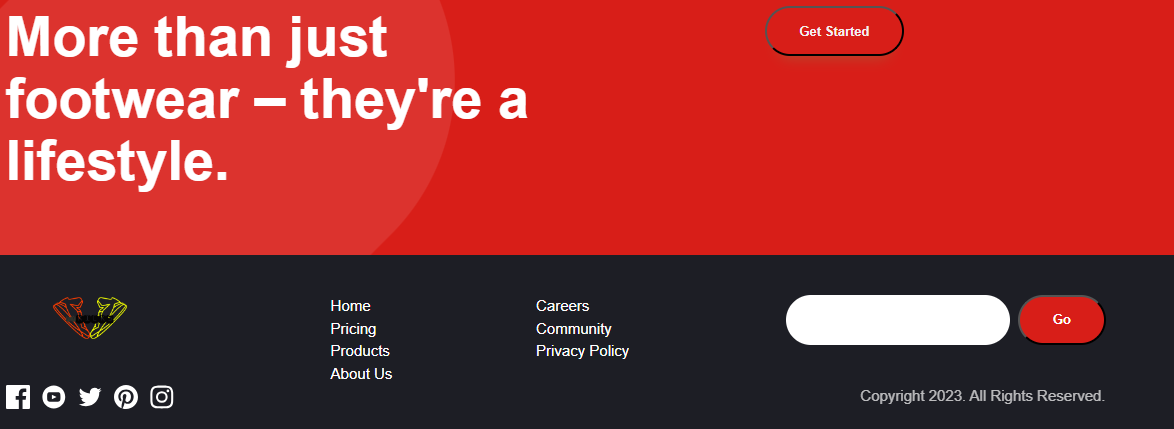 More than just
footwear – they're a
lifestyle.
Get Started
Home
Pricing
Products
About Us
Careers
Community
Privacy Policy
Go
Copyright 2023. All Rights Reserved.